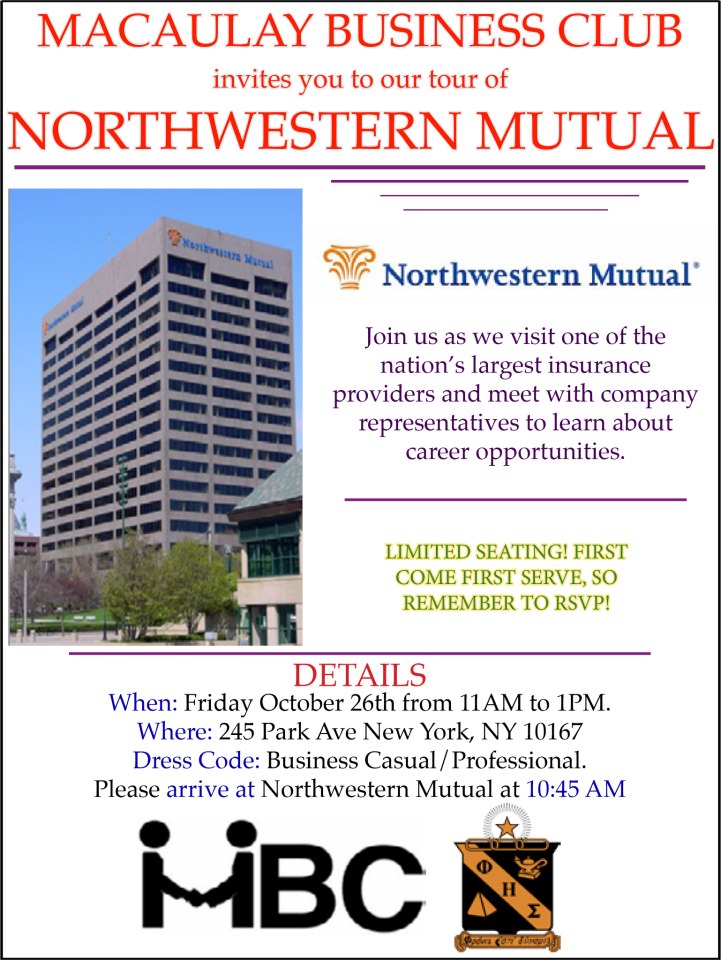 MACAULAY BUSINESS CLUB
invites you to our tour of
NORTHWESTERN MUTUAL
Northwestern Mutual
Northwestern Mutual
Northwestern Mutual®
Join us as we visit one of the
nation's largest insurance
providers and meet with company
representatives to learn about
career opportunities.
LIMITED SEATING! FIRST
COME FIRST SERVE, SO
REMEMBER TO RSVP!
DETAILS
When: Friday October 26th from 11AM to 1PM.
Where: 245 Park Ave New York, NY 10167
Dress Code: Business Casual/Professional.
Please arrive at Northwestern Mutual at 10:45 AM
MBC
Φ
Η
Σ